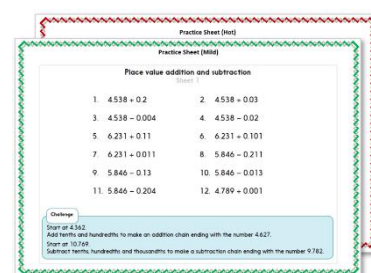 Practice Sheet (Hot)
Practice Sheet (Mild)
Place value addition and subtraction
Sheet 1
1. 4.538 + 0.2 2. 4.538 + 0.03
3. 4.538 – 0.004 4. 4.538 – 0.02
5. 6.231 + 0.11 6. 6.231 + 0.101
7. 6.231 + 0.011 8. 5.846 – 0.211
9. 5.846 – 0.13 10. 5.846 – 0.013
11. 5.846 – 0.204 12. 4.789 + 0.001
Challenge
Start at 4.362.
Add tenths and hundredths to make an addition chain ending with the number 4.627.
Start at 10.769.
Subtract tenths, hundredths and thousandths to make a subtraction chain ending with the number 9.782.